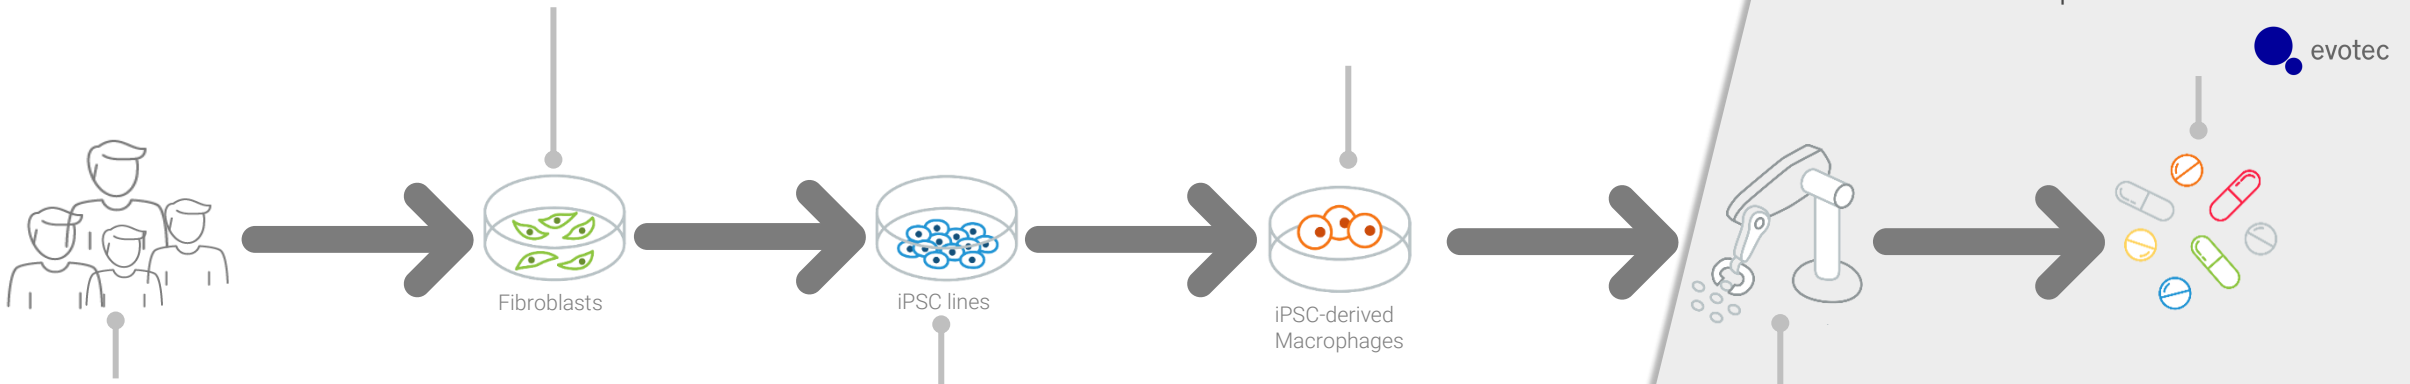 evotec
Fibroblasts
iPSC lines
iPSC-derived
Macrophages